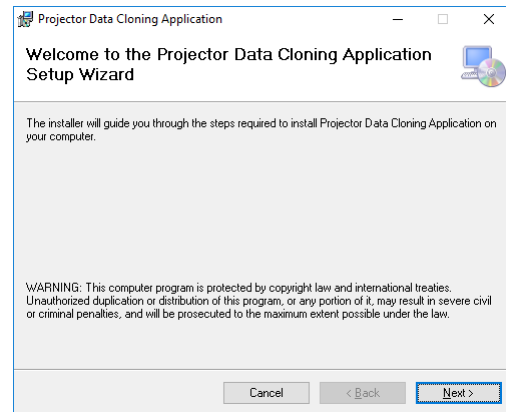 Projector Data Cloning Application
Welcome to the Projector Data Cloning Application
Setup Wizard
The installer will guide you through the steps required to install Projector Data Cloning Application on
your computer.
WARNING: This computer program is protected by copyright law and international treaties.
Unauthorized duplication or distribution of this program, or any portion of it, may result in severe civil
or criminal penalties, and will be prosecuted to the maximum extent possible under the law.
Cancel < Back Next >